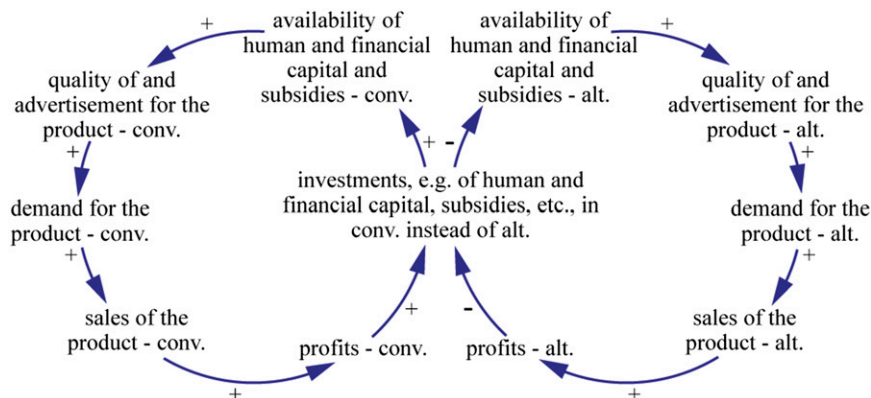 availability of
human and financial
capital and
subsidies - conv.
availability of
human and financial
capital and
subsidies - alt.
+
+
quality of and
advertisement for the
product - conv.
quality of and
advertisement for the
product - alt.
+
+
-
+
investments, e.g. of human and
financial capital, subsidies, etc., in
conv. instead of alt.
demand for the
product - conv.
demand for the
product - alt.
+
+
sales of the
product - conv.
sales of the
product - alt.
+
-
profits - conv.
profits - alt.
+
+